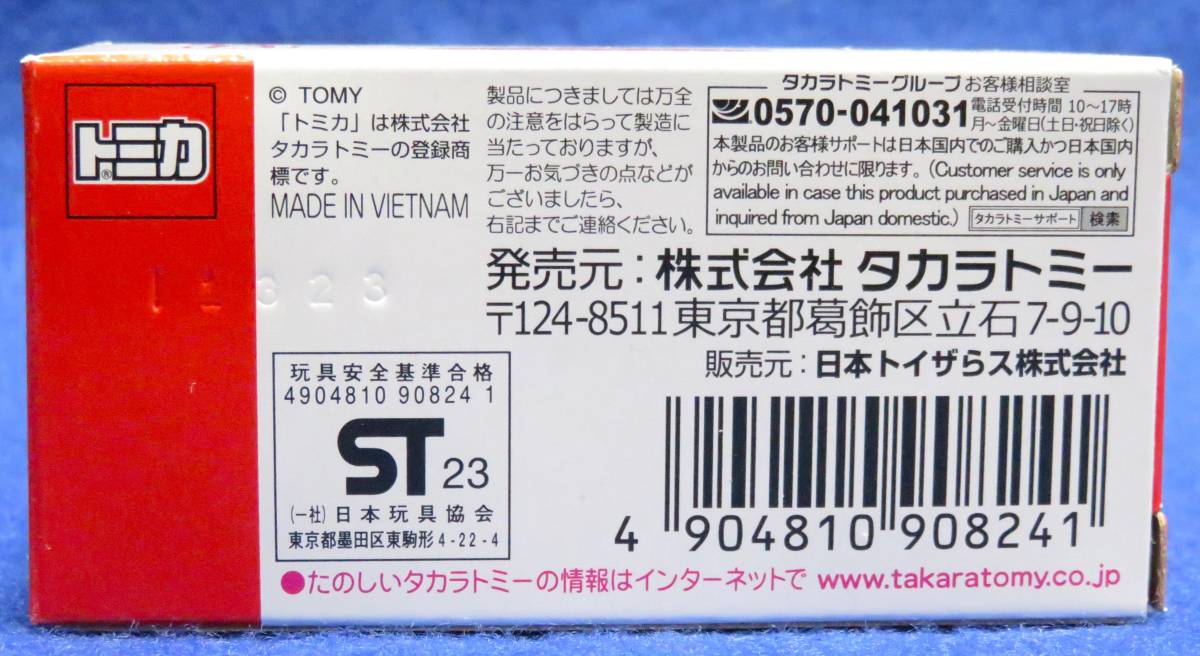 トミカ®
© TOMY
「トミカ」は株式会社
タカラトミーの登録商
標です。
MADE IN VIETNAM
製品につきましては万全
の注意をはらって製造に
当たっておりますが、
万一お気づきの点などが
ございましたら、
右記までご連絡ください。
タカラトミーグループ お客様相談室
0570-041031
電話受付時間 10〜17時
月〜金曜日(土日・祝日除く)
本製品のお客様サポートは日本国内でのご購入かつ日本国内
からのお問い合わせに限ります。(Customer service is only
available in case this product purchased in Japan and
inquired from Japan domestic.) タカラトミーサポート 検索
発売元:株式会社 タカラトミー
〒124-8511 東京都葛飾区立石7-9-10
販売元:日本トイザらス株式会社
玩具安全基準合格
4904810 90824 1
ST 23
(一社)日本玩具協会
東京都墨田区東駒形4-22-4
4 904810 908241
●たのしいタカラトミーの情報はインターネットで www.takaratomy.co.jp